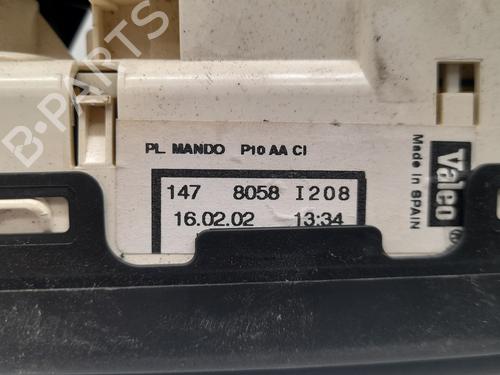 B-PARTS
PL. MANDO P10 AA CI
147 8058 I208
16.02.02 13:34
Valeo
Made in SPAIN